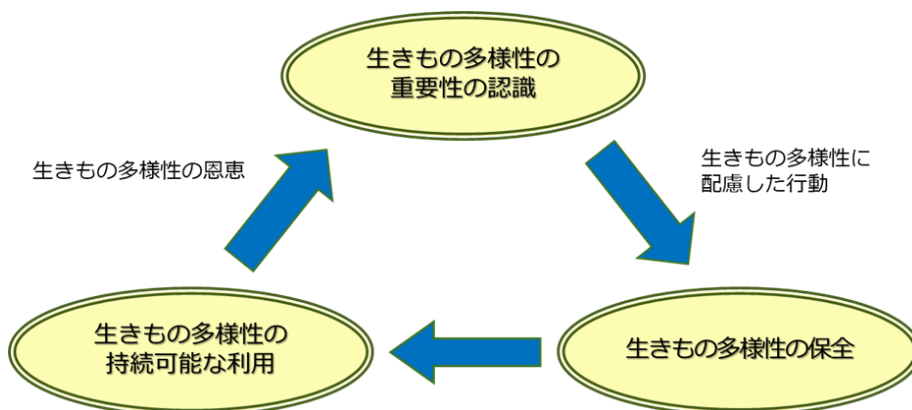 生きもの多様性の
重要性の認識
生きもの多様性の恩恵
生きもの多様性に
配慮した行動
生きもの多様性の
持続可能な利用
生きもの多様性の保全